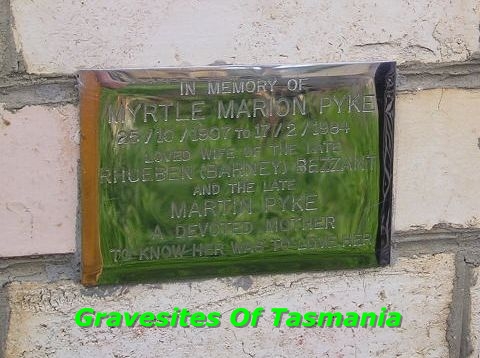 IN MEMORY OF
MYRTLE MARION PYKE
25/10/1907 TO 17/2/1984
LOVED WIFE OF THE LATE
RHUEBEN (BARNEY) BEZZANT
AND THE LATE
MARTIN PYKE
A DEVOTED MOTHER
TO KNOW HER WAS TO LOVE HER
Gravesites Of Tasmania